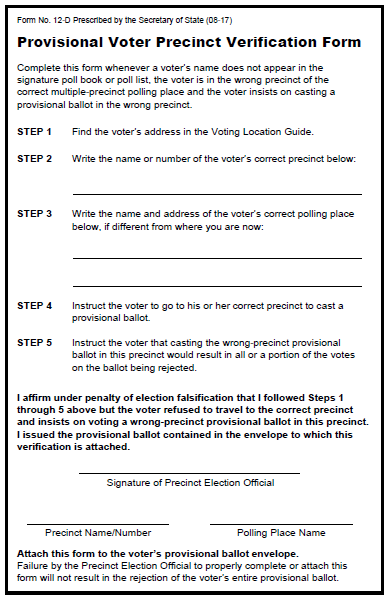 Form No. 12-D Prescribed by the Secretary of State (08-17)
Provisional Voter Precinct Verification Form
Complete this form whenever a voter's name does not appear in the
signature poll book or poll list, the voter is in the wrong precinct of the
correct multiple-precinct polling place and the voter insists on casting a
provisional ballot in the wrong precinct.
STEP 1 Find the voter's address in the Voting Location Guide.
STEP 2 Write the name or number of the voter's correct precinct below:
STEP 3 Write the name and address of the voter's correct polling place
below, if different from where you are now:
STEP 4 Instruct the voter to go to his or her correct precinct to cast a
provisional ballot.
STEP 5 Instruct the voter that casting the wrong-precinct provisional
ballot in this precinct would result in all or a portion of the votes
on the ballot being rejected.
I affirm under penalty of election falsification that I followed Steps 1
through 5 above but the voter refused to travel to the correct precinct
and insists on voting a wrong-precinct provisional ballot in this precinct.
I issued the provisional ballot contained in the envelope to which this
verification is attached.
Signature of Precinct Election Official
Precinct Name/Number Polling Place Name
Attach this form to the voter's provisional ballot envelope.
Failure by the Precinct Election Official to properly complete or attach this
form will not result in the rejection of the voter's entire provisional ballot.